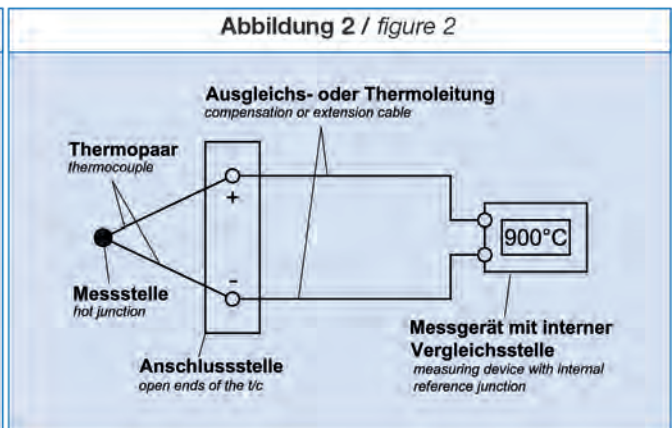 Abbildung 2 / figure 2
Ausgleichs- oder Thermoleitung
compensation or extension cable
Thermopaar
thermocouple
+
900°C
-
Messstelle
hot junction
Messgerät mit interner
Vergleichsstelle
measuring device with internal
reference junction
Anschlussstelle
open ends of the t/c